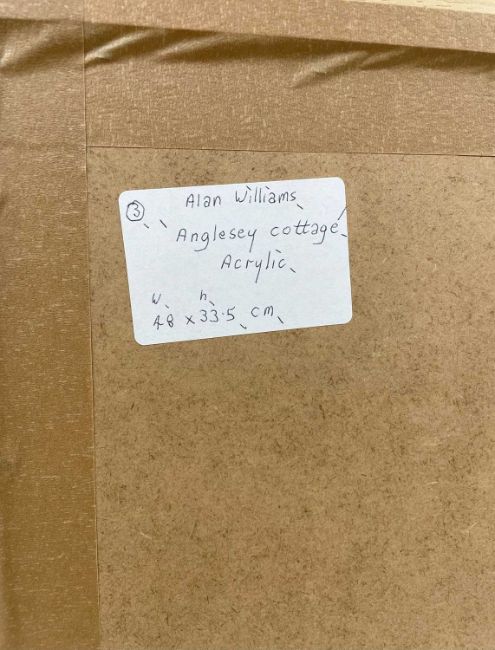 ③ Alan Williams
Anglesey cottage
Acrylic
W h
48 x 33.5 cm